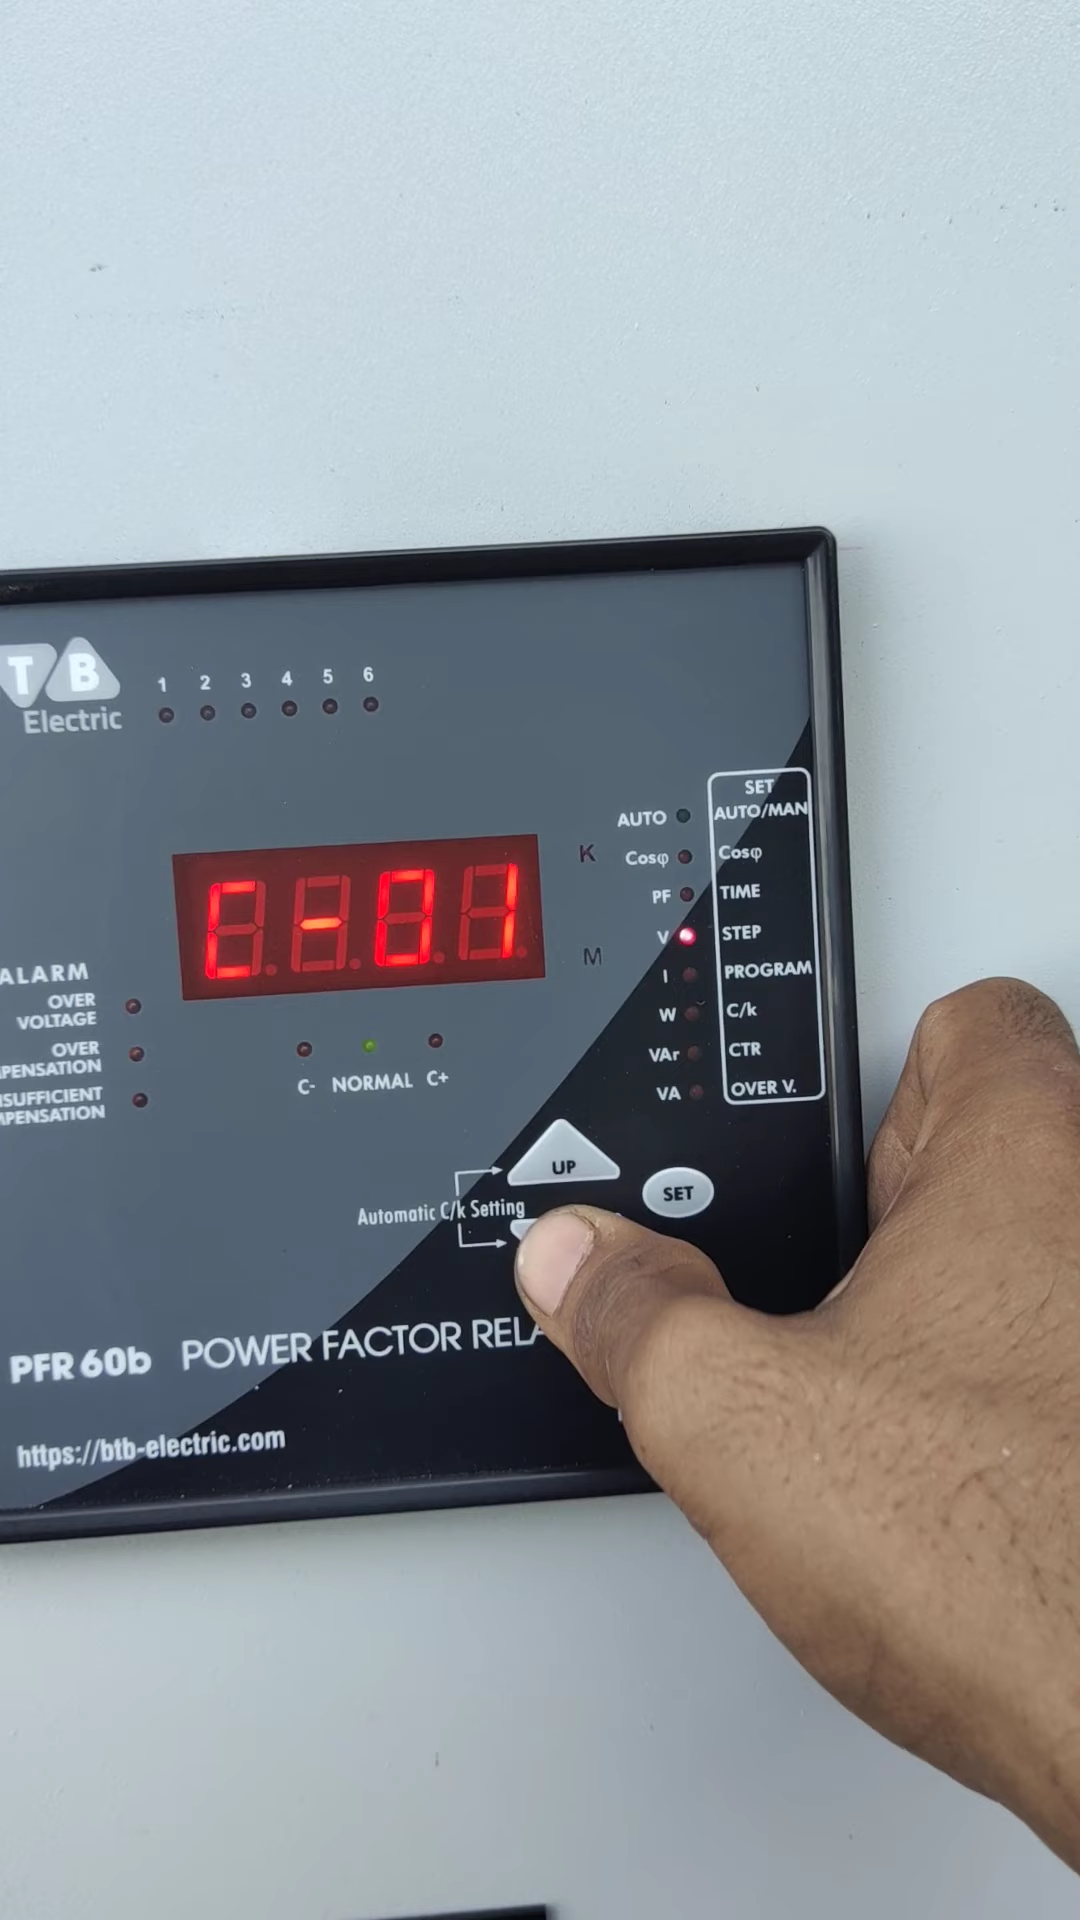 TB
Electric
1 2 3 4 5 6
SET
AUTO AUTO/MAN
K Cosφ Cosφ
PF TIME
C-01
V STEP
M
I PROGRAM
W C/k
VAr CTR
VA OVER V.
ALARM
OVER
VOLTAGE
OVER
PENSATION
SUFFICIENT
PENSATION
C- NORMAL C+
UP
SET
Automatic C/k Setting
PFR 60b POWER FACTOR RELA
https://btb-electric.com